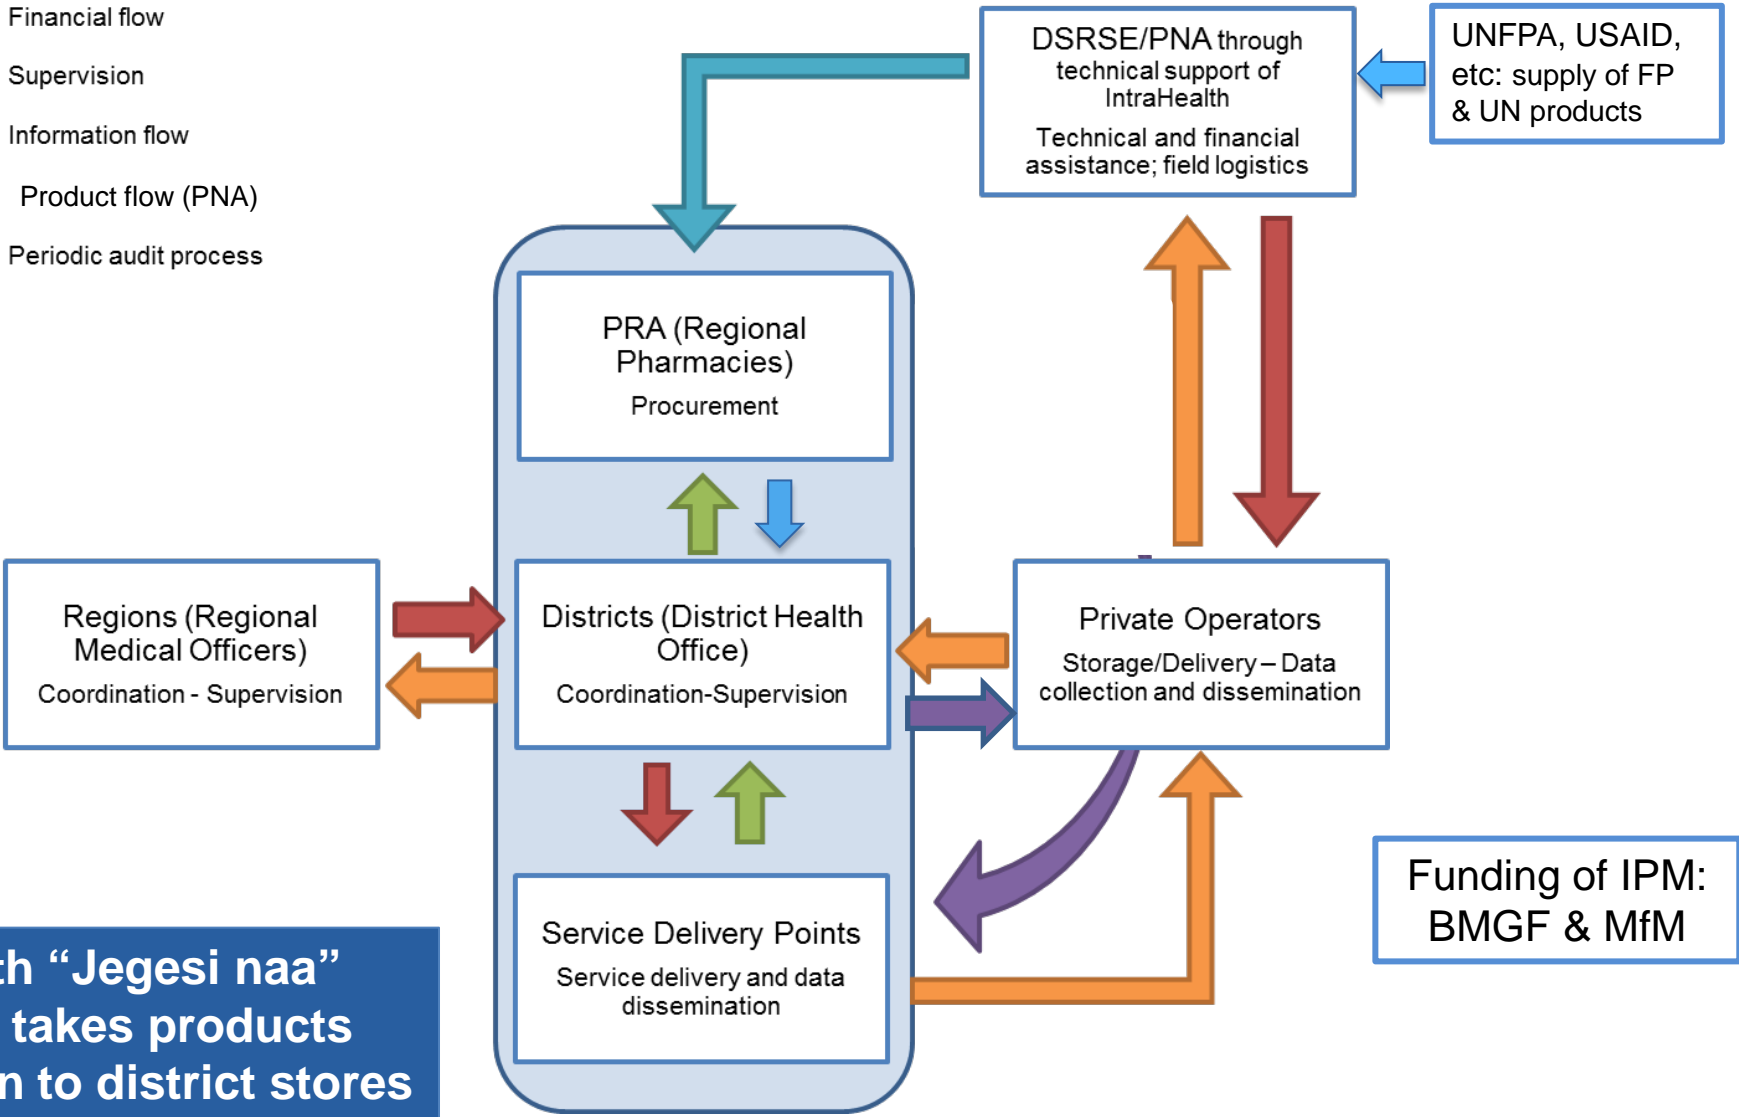 Financial flow
Supervision
Information flow
Product flow (PNA)
Periodic audit process
DSRSE/PNA through
technical support of
IntraHealth
Technical and financial
assistance; field logistics
UNFPA, USAID,
etc: supply of FP
& UN products
PRA (Regional
Pharmacies)
Procurement
Regions (Regional
Medical Officers)
Coordination - Supervision
Districts (District Health
Office)
Coordination-Supervision
Private Operators
Storage/Delivery – Data
collection and dissemination
Service Delivery Points
Service delivery and data
dissemination
Funding of IPM:
BMGF & MfM
“Jegesi naa”
takes products
to district stores